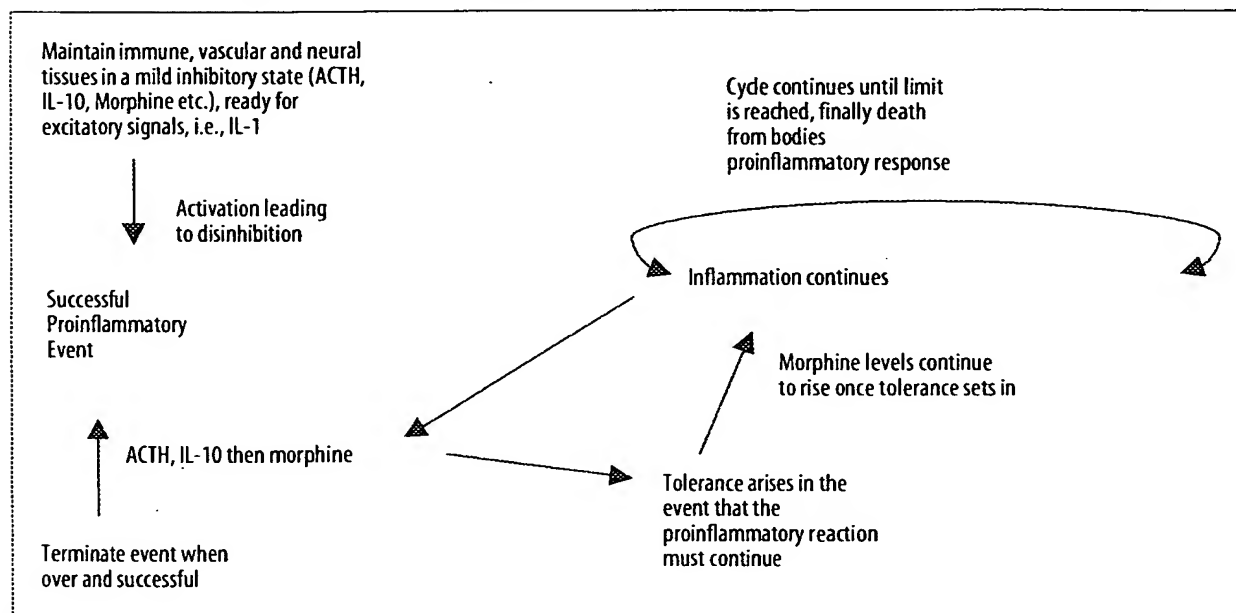 Maintain immune, vascular and neural
tissues in a mild inhibitory state (ACTH,
IL-10, Morphine etc.), ready for
excitatory signals, i.e., IL-1
Cycle continues until limit
is reached, finally death
from bodies
proinflammatory response
Activation leading
to disinhibition
Inflammation continues
Successful
Proinflammatory
Event
Morphine levels continue
to rise once tolerance sets in
ACTH, IL-10 then morphine
Tolerance arises in the
event that the
proinflammatory reaction
must continue
Terminate event when
over and successful